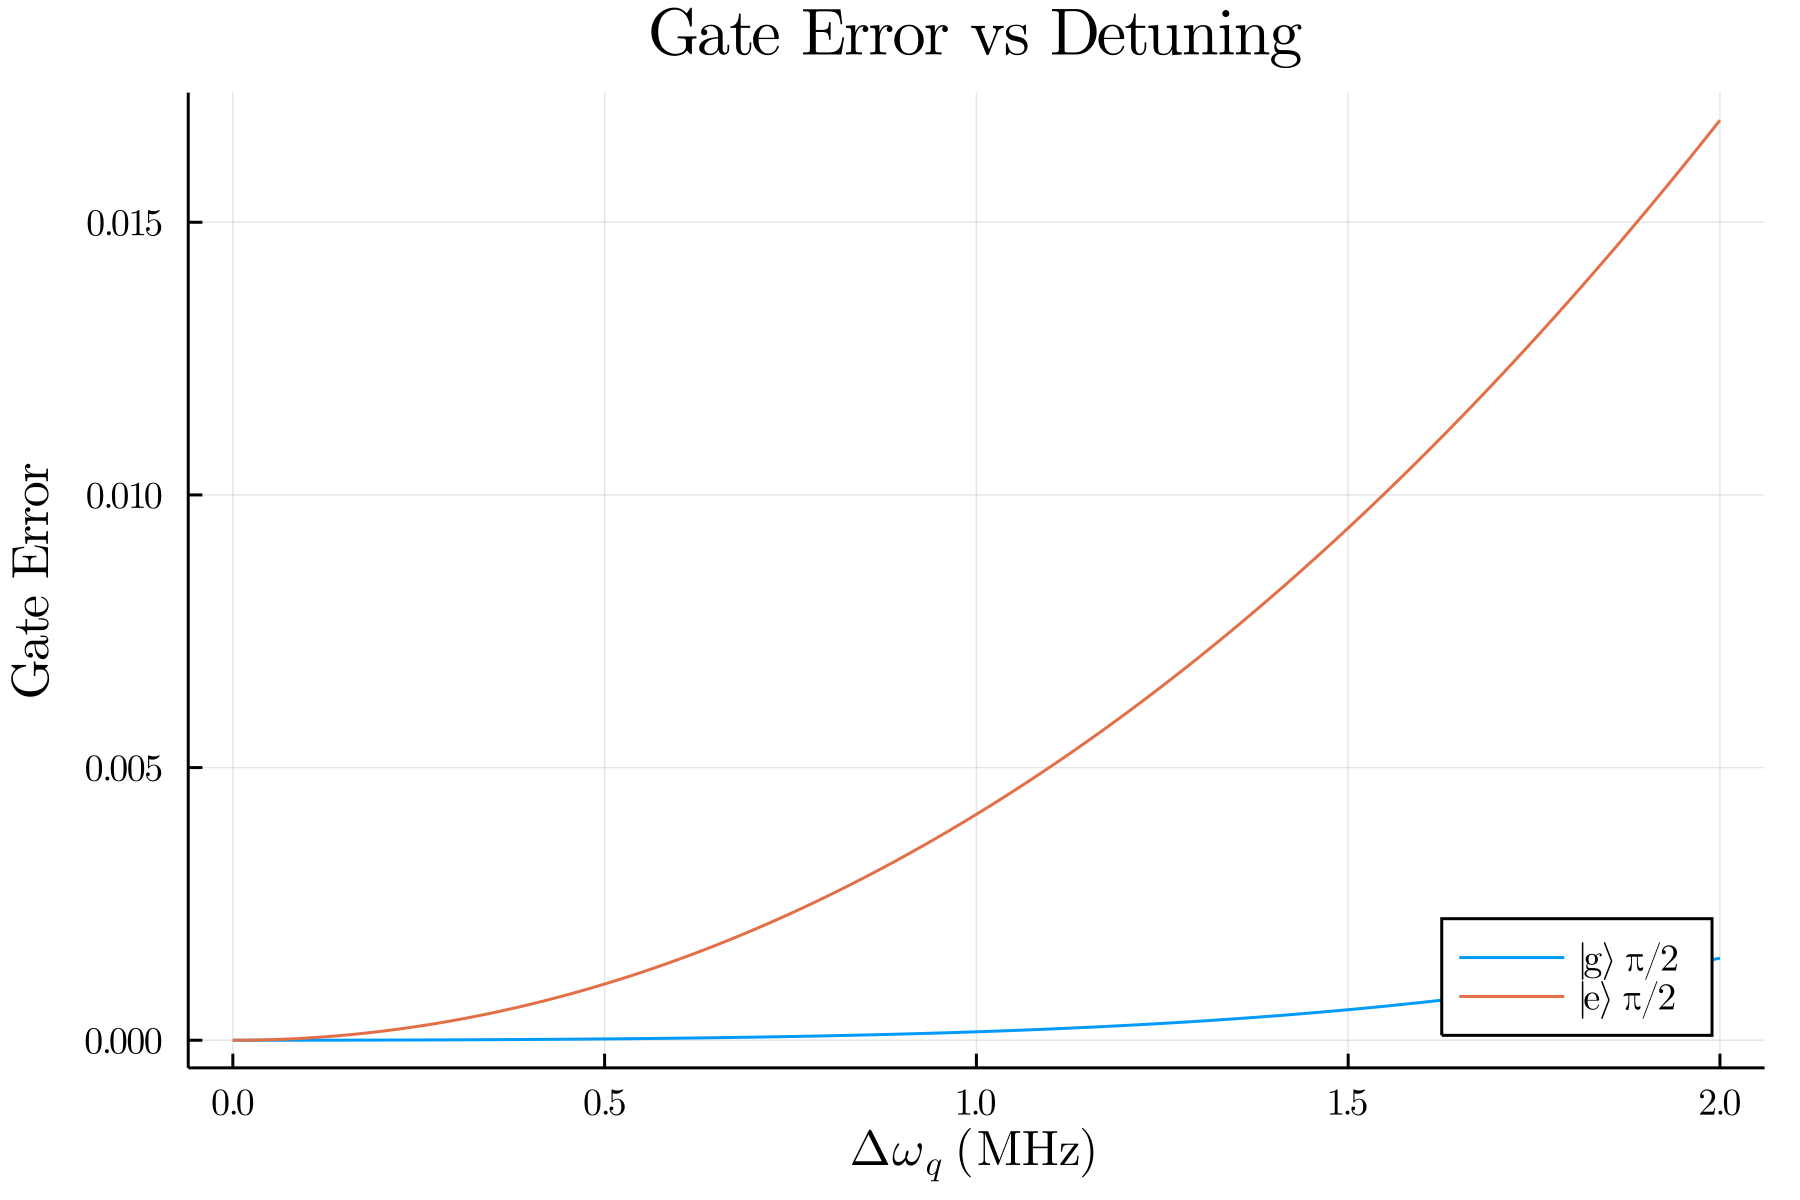 Gate Error vs Detuning
Gate Error
0.015
0.010
0.005
0.000
|g⟩ π/2
|e⟩ π/2
0.0 0.5 1.0 1.5 2.0
Δω_q (MHz)